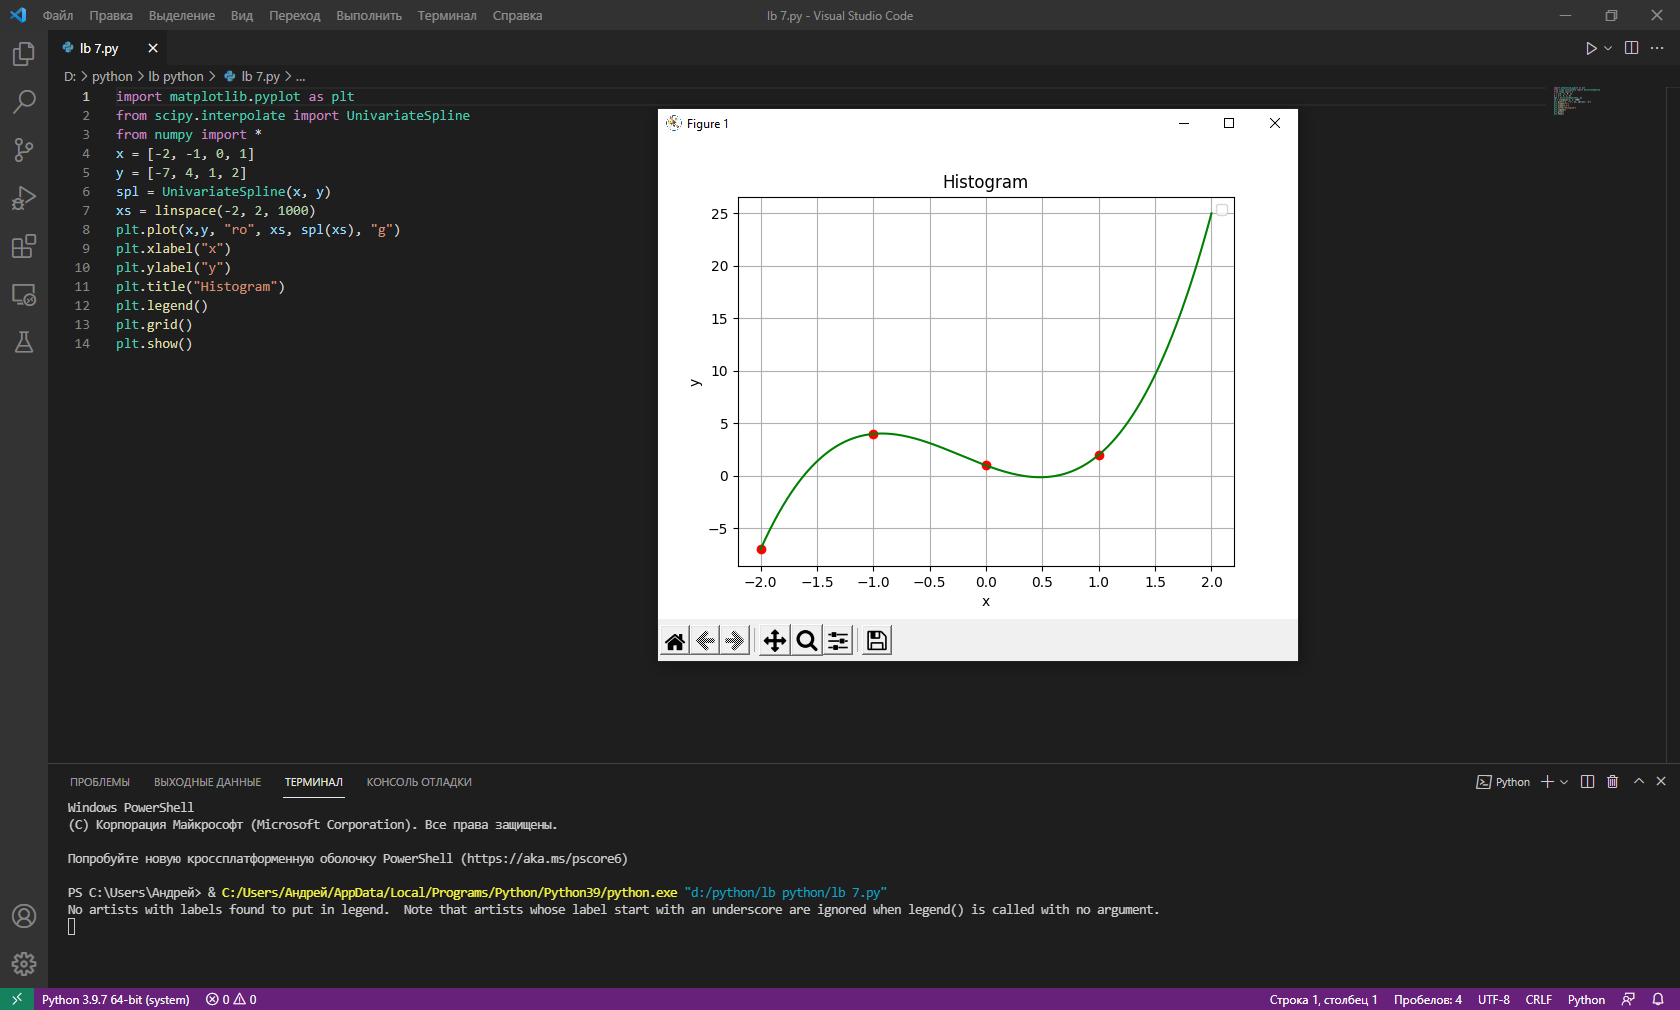 Файл Правка Выделение Вид Переход Выполнить Терминал Справка
lb 7.py - Visual Studio Code
lb 7.py
D: > python > lb python > lb 7.py > ...
1 import matplotlib.pyplot as plt
2 from scipy.interpolate import UnivariateSpline
3 from numpy import *
4 x = [-2, -1, 0, 1]
5 y = [-7, 4, 1, 2]
6 spl = UnivariateSpline(x, y)
7 xs = linspace(-2, 2, 1000)
8 plt.plot(x,y, "ro", xs, spl(xs), "g")
9 plt.xlabel("x")
10 plt.ylabel("y")
11 plt.title("Histogram")
12 plt.legend()
13 plt.grid()
14 plt.show()
Figure 1
Histogram
25
20
15
10
5
0
−5
y
−2.0 −1.5 −1.0 −0.5 0.0 0.5 1.0 1.5 2.0
x
ПРОБЛЕМЫ ВЫХОДНЫЕ ДАННЫЕ ТЕРМИНАЛ КОНСОЛЬ ОТЛАДКИ
Python
Windows PowerShell
(C) Корпорация Майкрософт (Microsoft Corporation). Все права защищены.
Попробуйте новую кроссплатформенную оболочку PowerShell (https://aka.ms/pscore6)
PS C:\Users\Андрей> & C:/Users/Андрей/AppData/Local/Programs/Python/Python39/python.exe "d:/python/lb python/lb 7.py"
No artists with labels found to put in legend.  Note that artists whose label start with an underscore are ignored when legend() is called with no argument.
Python 3.9.7 64-bit (system) 0 0
Строка 1, столбец 1 Пробелов: 4 UTF-8 CRLF Python